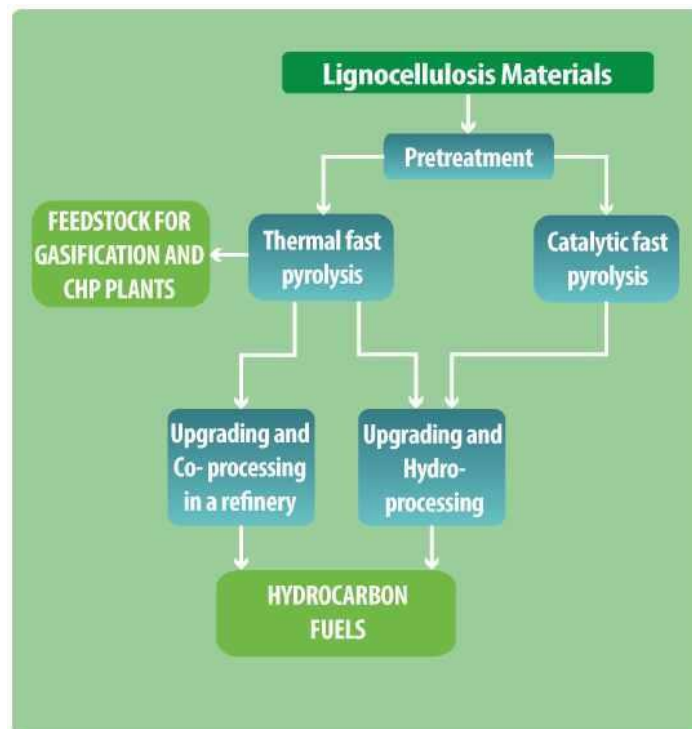 Lignocellulosis Materials
Pretreatment
FEEDSTOCK FOR
GASIFICATION AND
CHP PLANTS
Thermal fast
pyrolysis
Catalytic fast
pyrolysis
Upgrading and
Co- processing
in a refinery
Upgrading and
Hydro-
processing
HYDROCARBON
FUELS